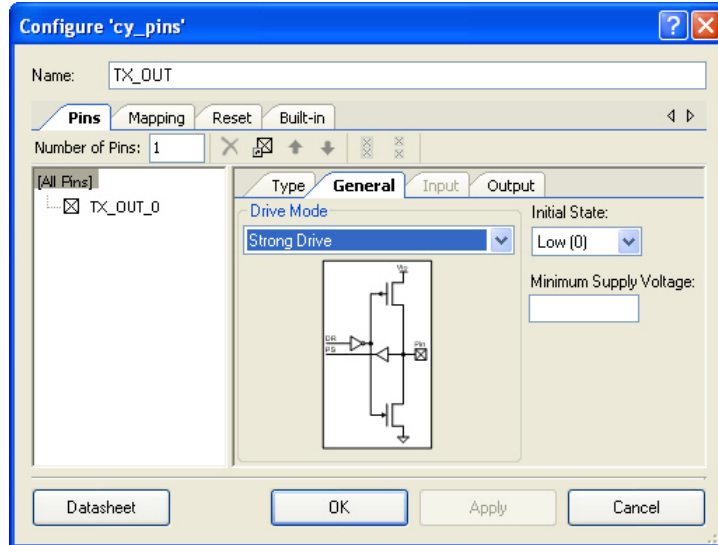 Configure 'cy_pins'
Name: TX_OUT
Pins Mapping Reset Built-in
Number of Pins: 1
[All Pins]
TX_OUT_0
Type General Input Output
Drive Mode
Strong Drive
Initial State:
Low (0)
Minimum Supply Voltage:
DR
PS
Pin
Datasheet OK Apply Cancel